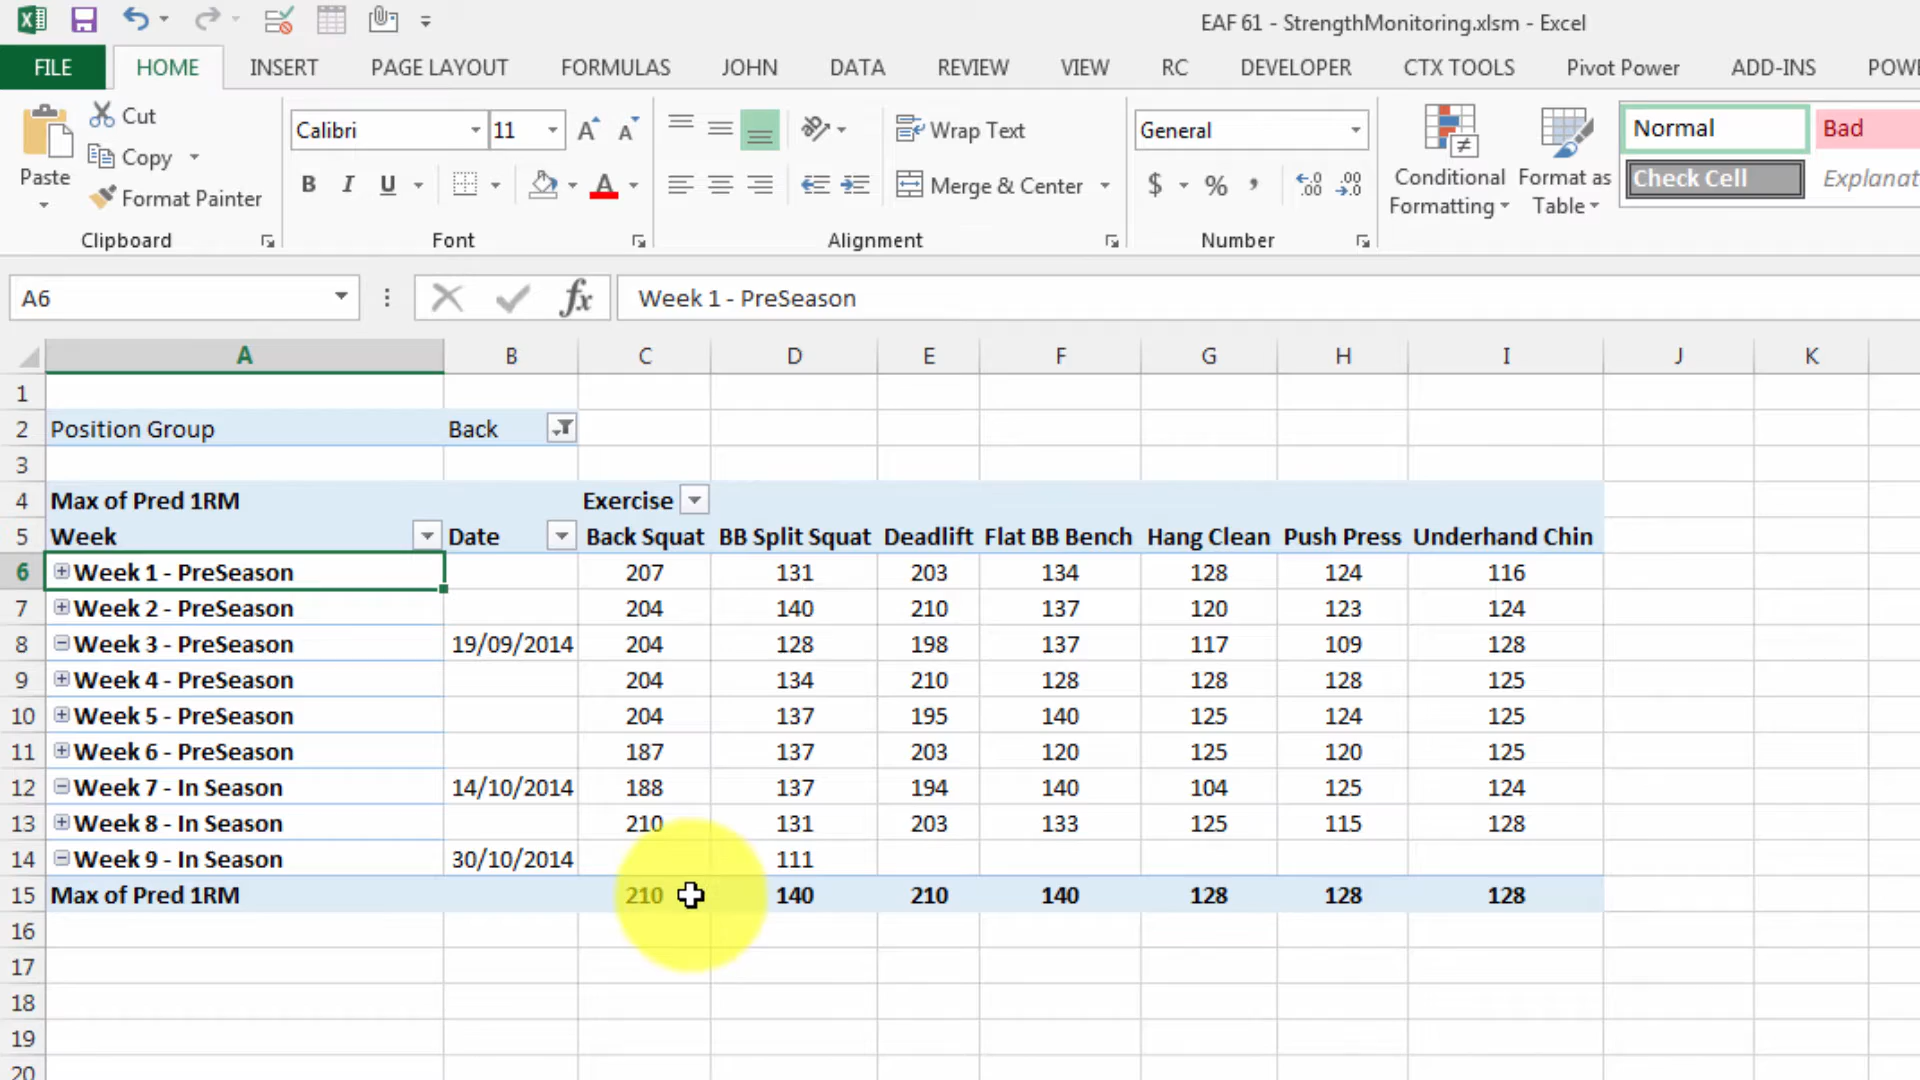 EAF 61 - StrengthMonitoring.xlsm - Excel
FILE HOME INSERT PAGE LAYOUT FORMULAS JOHN DATA REVIEW VIEW RC DEVELOPER CTX TOOLS Pivot Power ADD-INS POWE
Paste
Cut
Copy
Format Painter
Clipboard
Calibri 11
B I U A
Font
Wrap Text
Merge & Center
Alignment
General
$ % , .00 .00
Number
Conditional Formatting
Format as Table
Normal Bad
Check Cell Explanat
A6 fx Week 1 - PreSeason
A B C D E F G H I J K
1
2 Position Group Back
3
4 Max of Pred 1RM Exercise
5 Week Date Back Squat BB Split Squat Deadlift Flat BB Bench Hang Clean Push Press Underhand Chin
6 Week 1 - PreSeason 207 131 203 134 128 124 116
7 Week 2 - PreSeason 204 140 210 137 120 123 124
8 Week 3 - PreSeason 19/09/2014 204 128 198 137 117 109 128
9 Week 4 - PreSeason 204 134 210 128 128 128 125
10 Week 5 - PreSeason 204 137 195 140 125 124 125
11 Week 6 - PreSeason 187 137 203 120 125 120 125
12 Week 7 - In Season 14/10/2014 188 137 194 140 104 125 124
13 Week 8 - In Season 210 131 203 133 125 115 128
14 Week 9 - In Season 30/10/2014 111
15 Max of Pred 1RM 210 140 210 140 128 128 128
16
17
18
19
20